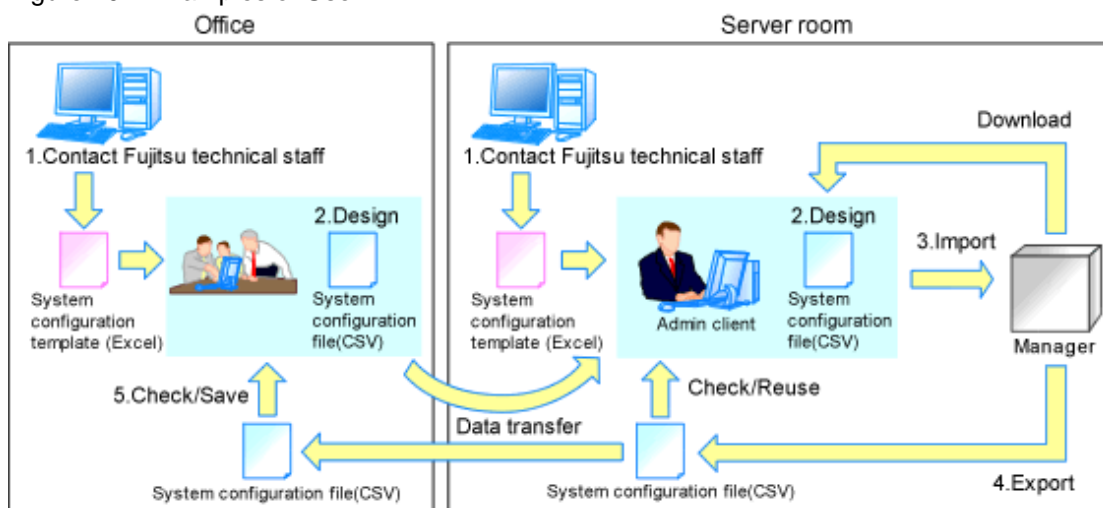 Office
Server room
1.Contact Fujitsu technical staff
2.Design
System
configuration
template (Excel)
System
configuration
file(CSV)
5.Check/Save
System configuration file(CSV)
Data transfer
1.Contact Fujitsu technical staff
Download
2.Design
3.Import
System
configuration
template (Excel)
Admin client
System
configuration
file(CSV)
Manager
Check/Reuse
System configuration file(CSV)
4.Export